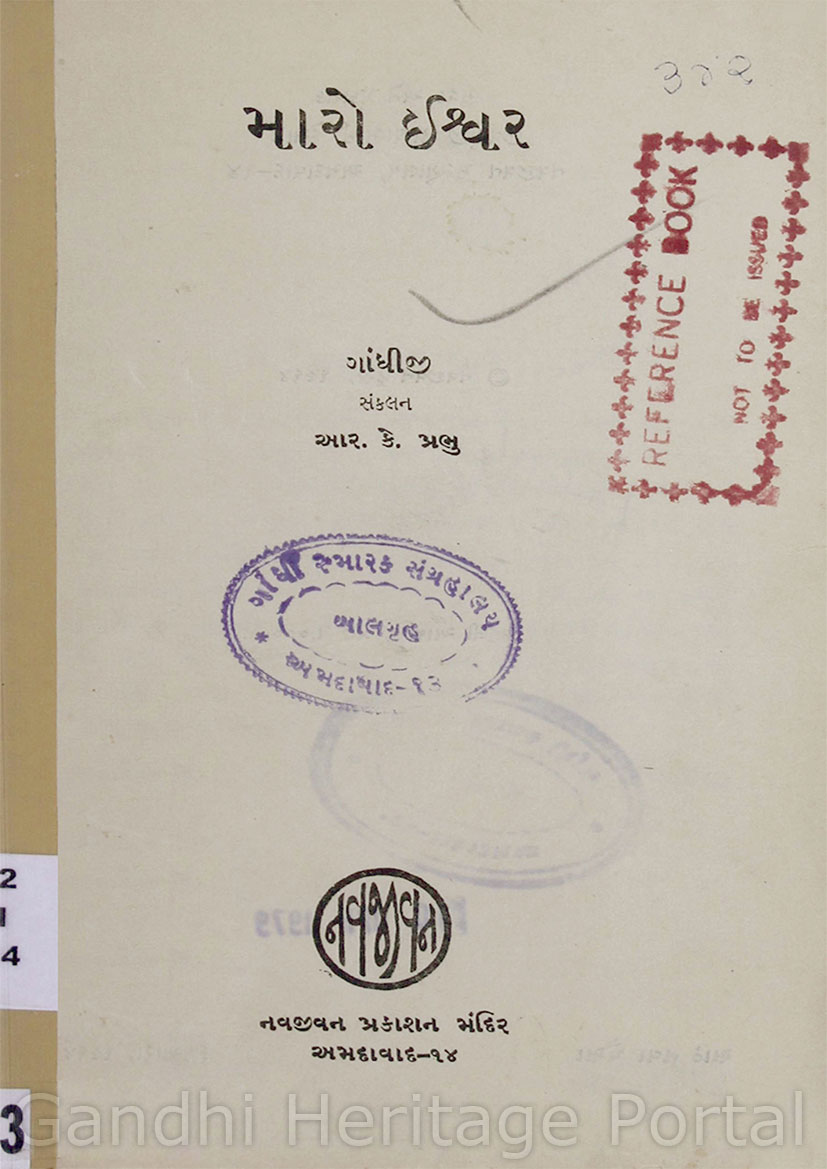 ૩૪૨
મારો ઈશ્વર
REFERENCE BOOK
NOT TO BE ISSUED
ગાંધીજી
સંકલન
આર. કે. પ્રભુ
ગાંધી સ્મારક સંગ્રહાલય
બાલગૃહ
* અમદાવાદ-૧૩
નવજીવન
નવજીવન પ્રકાશન મંદિર
અમદાવાદ-૧૪
2
1
4
3
Gandhi Heritage Portal